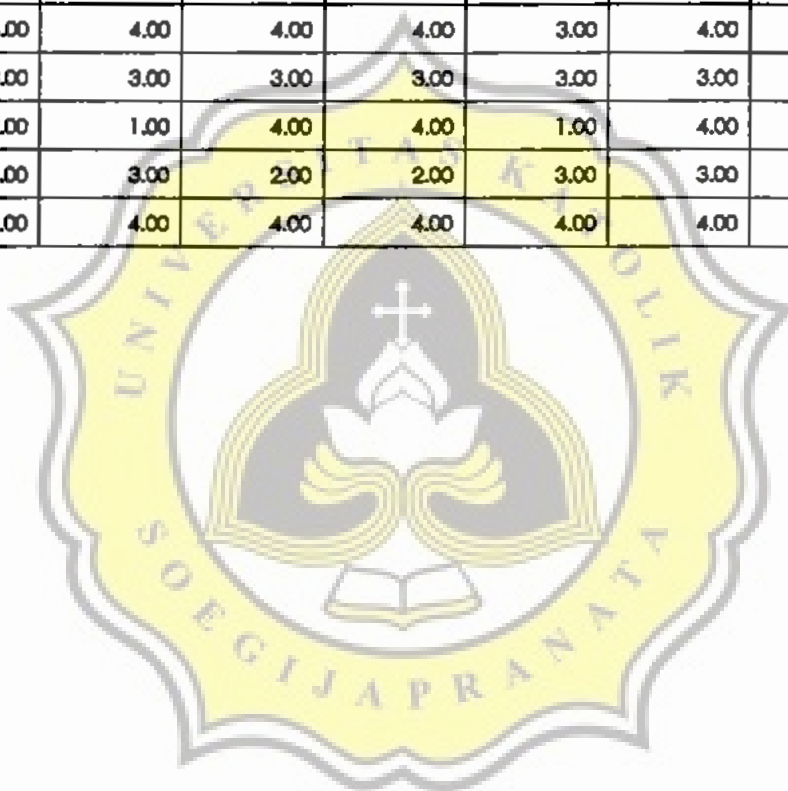 .00 4.00 4.00 4.00 3.00 4.00
.00 3.00 3.00 3.00 3.00 3.00
.00 1.00 4.00 4.00 1.00 4.00
.00 3.00 2.00 2.00 3.00 3.00
.00 4.00 4.00 4.00 4.00 4.00
UNIVERSITAS KATOLIK
SOEGIJAPRANATA